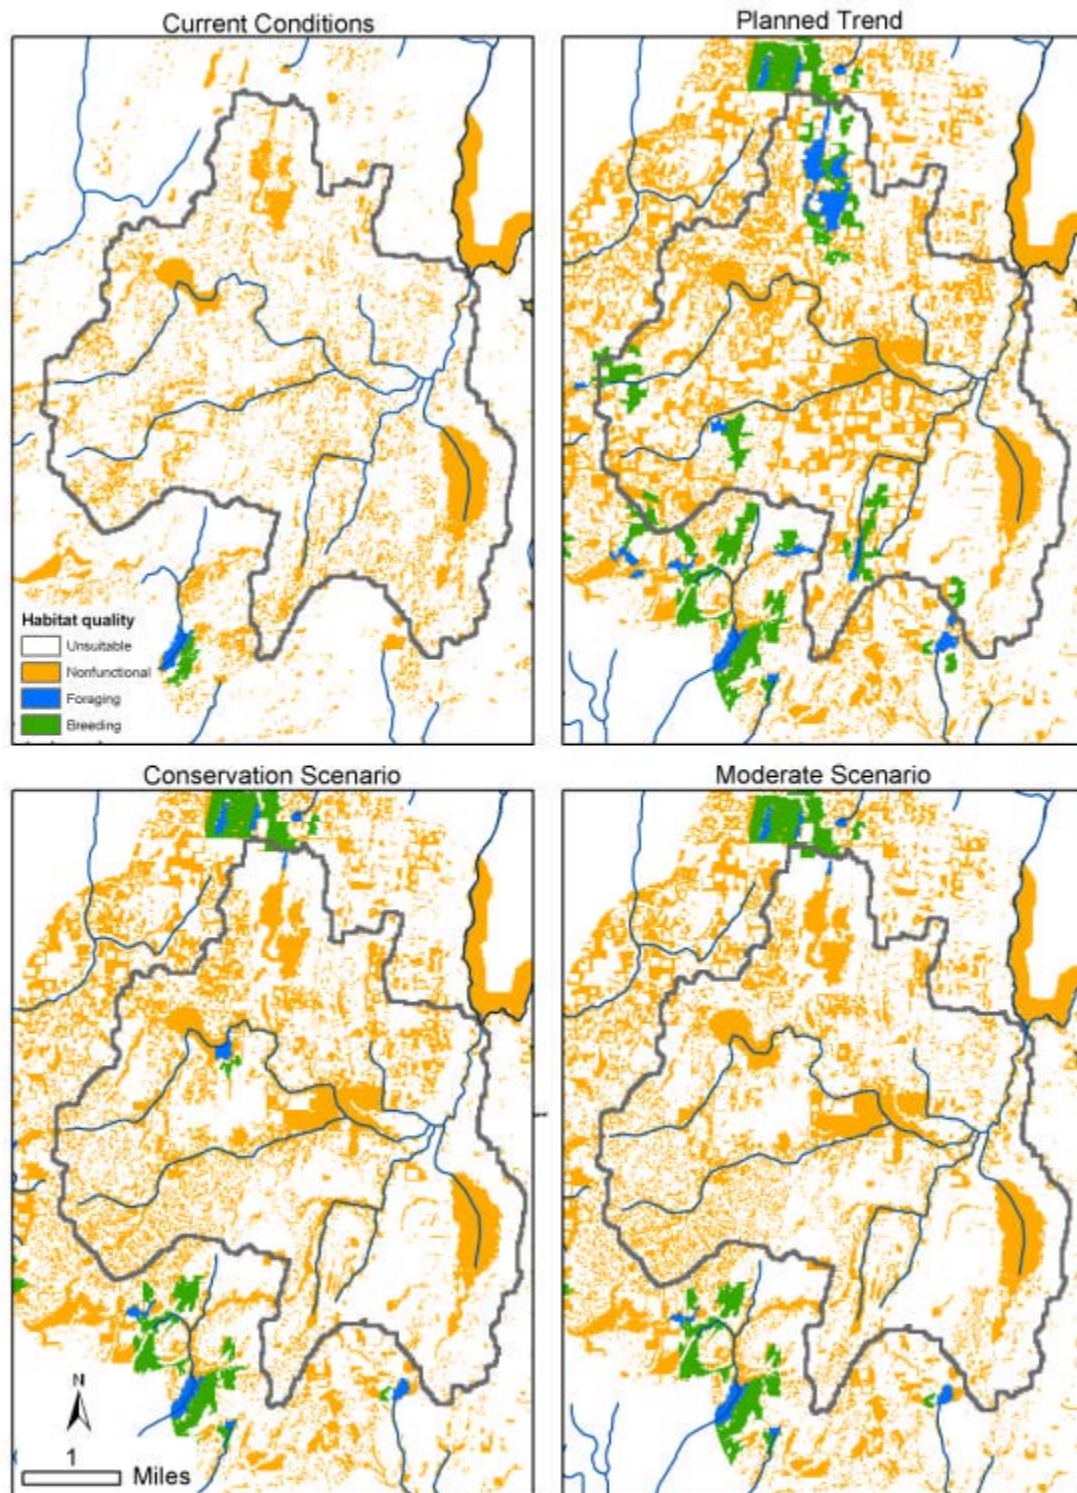 Current Conditions
Planned Trend
Habitat quality
Unsuitable
Nonfunctional
Foraging
Breeding
Conservation Scenario
Moderate Scenario
N
1
Miles